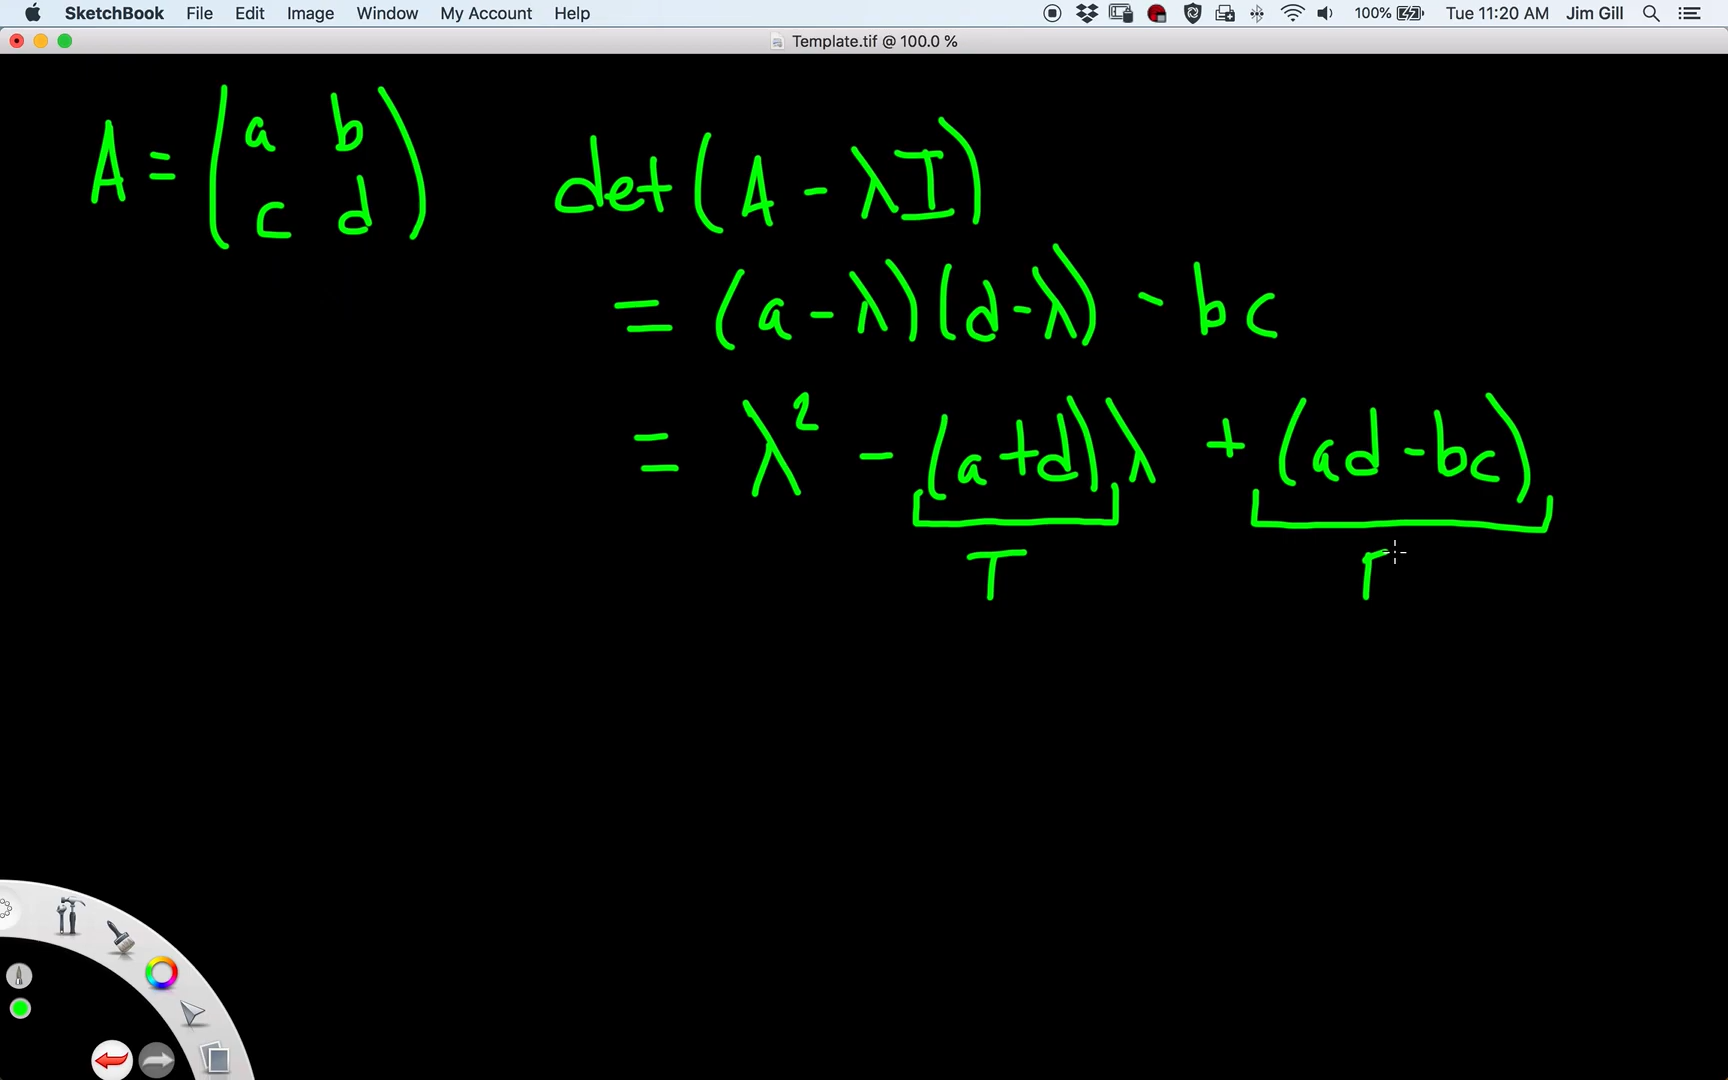 SketchBook File Edit Image Window My Account Help 100% Tue 11:20 AM Jim Gill
Template.tif @ 100.0 %
A = (a b
c d)
det(A - λI)
= (a-λ)(d-λ) - bc
= λ² - (a+d)λ + (ad-bc)
T